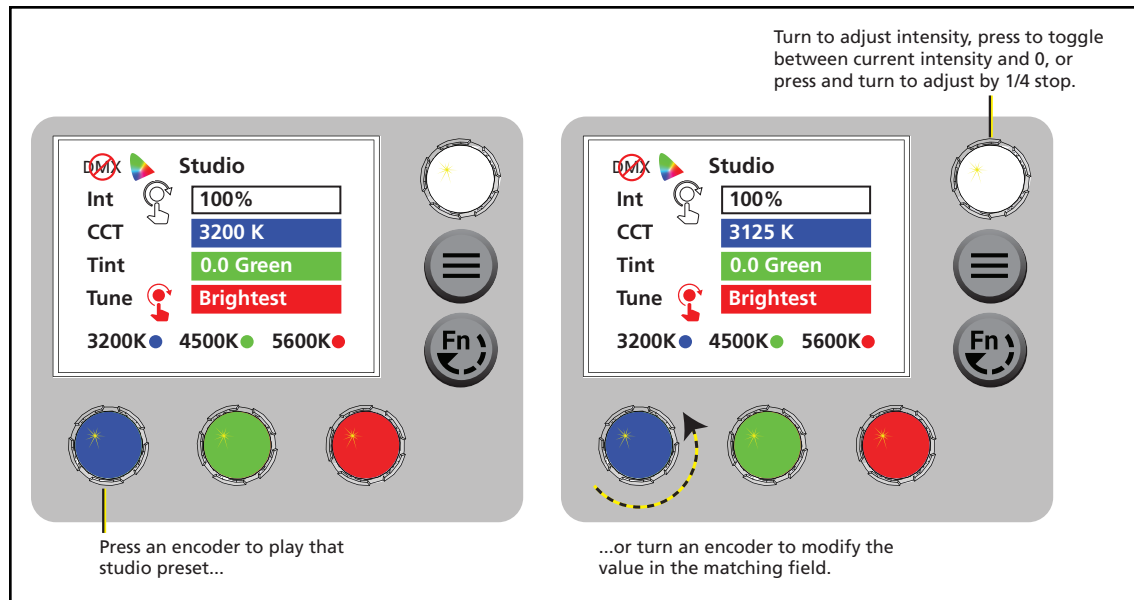 Turn to adjust intensity, press to toggle
between current intensity and 0, or
press and turn to adjust by 1/4 stop.
DMX Studio
Int 100%
CCT 3200 K
Tint 0.0 Green
Tune Brightest
3200K 4500K 5600K
Fn
DMX Studio
Int 100%
CCT 3125 K
Tint 0.0 Green
Tune Brightest
3200K 4500K 5600K
Fn
Press an encoder to play that
studio preset...
...or turn an encoder to modify the
value in the matching field.